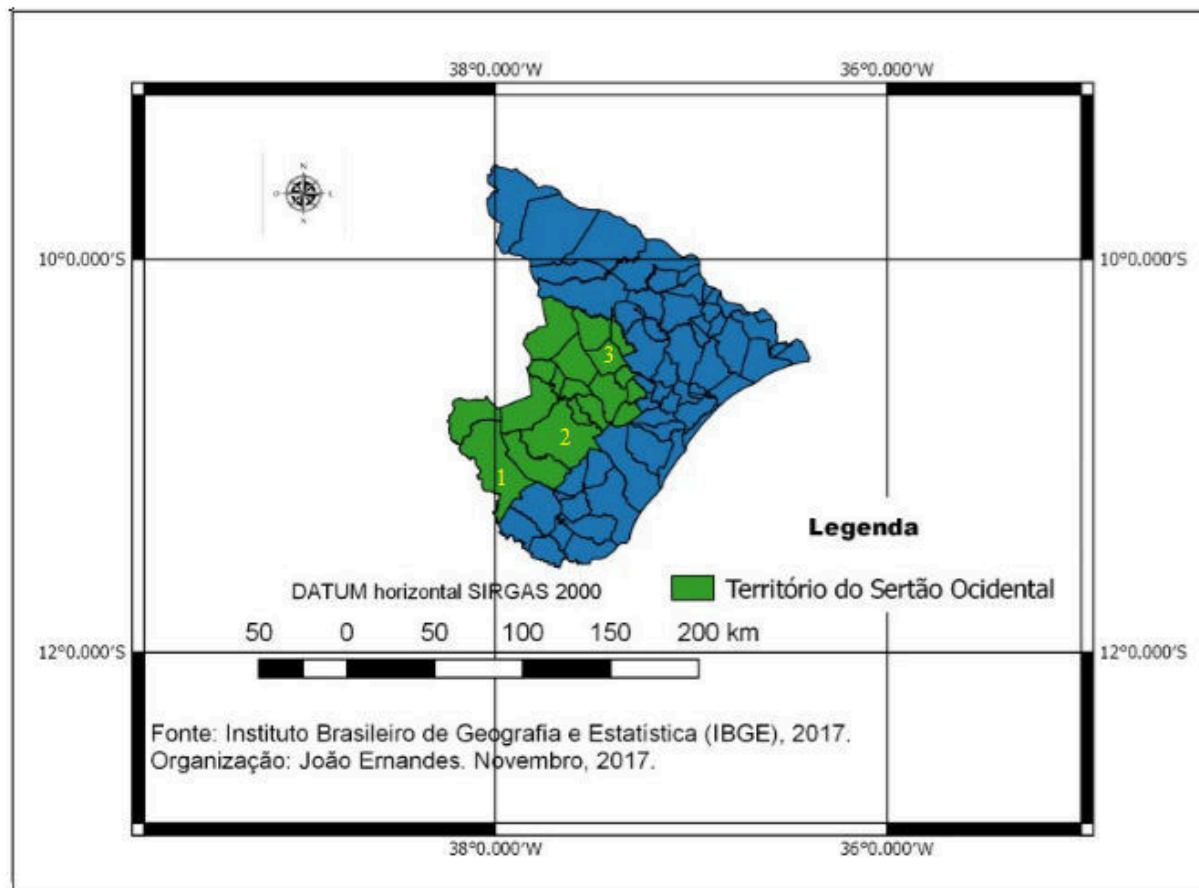 38°0.000'W 36°0.000'W
N
O L
S
10°0.000'S 10°0.000'S
3
2
1
Legenda
DATUM horizontal SIRGAS 2000
Território do Sertão Ocidental
50 0 50 100 150 200 km
12°0.000'S 12°0.000'S
Fonte: Instituto Brasileiro de Geografia e Estatística (IBGE), 2017.
Organização: João Ernandes. Novembro, 2017.
38°0.000'W 36°0.000'W